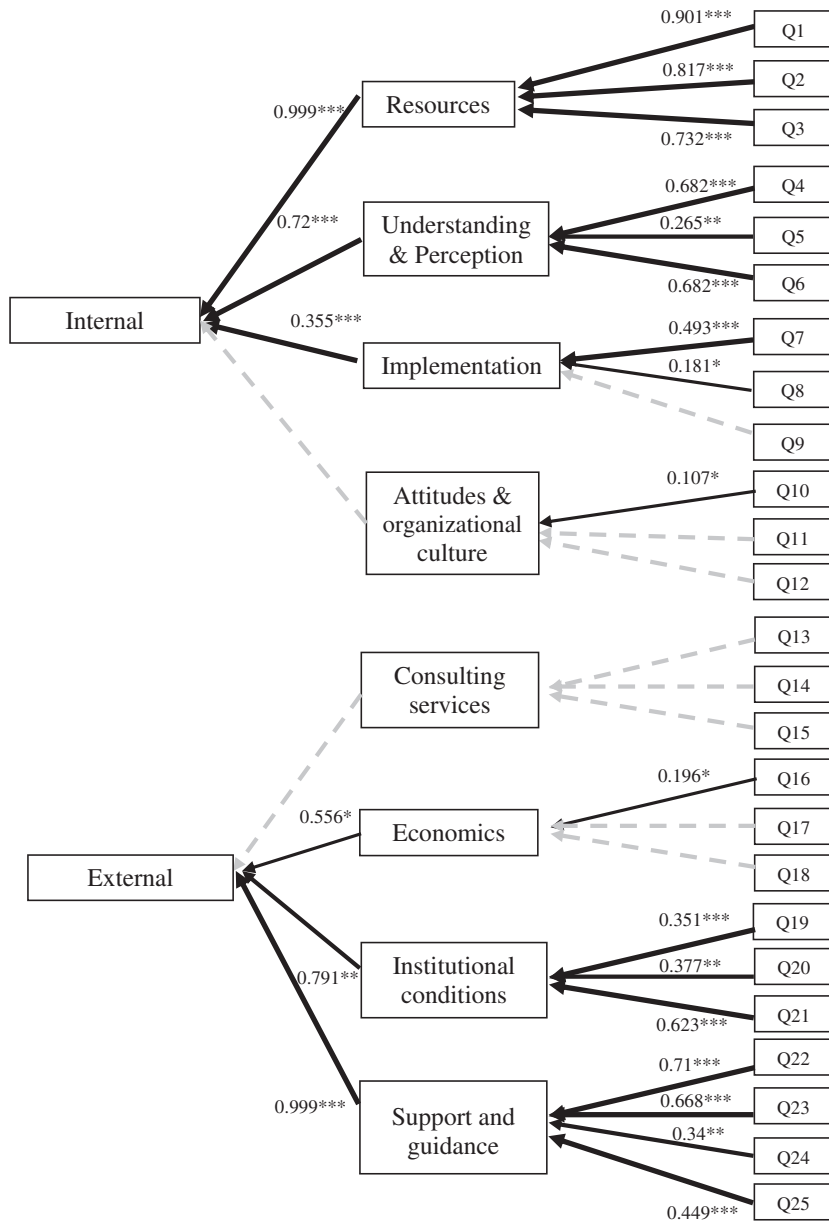 0.901***
Q1
0.817***
Q2
Resources
0.999***
0.732***
Q3
0.682***
Q4
Understanding
& Perception
0.72***
0.265**
Q5
0.682***
Q6
Internal
0.355***
Implementation
0.493***
Q7
0.181*
Q8
Q9
Attitudes &
organizational
culture
0.107*
Q10
Q11
Q12
Consulting
services
Q13
Q14
Q15
0.196*
Q16
0.556*
Economics
Q17
Q18
External
0.351***
Q19
Institutional
conditions
0.791**
0.377**
Q20
0.623***
Q21
0.71***
Q22
0.999***
Support and
guidance
0.668***
Q23
0.34**
Q24
0.449***
Q25